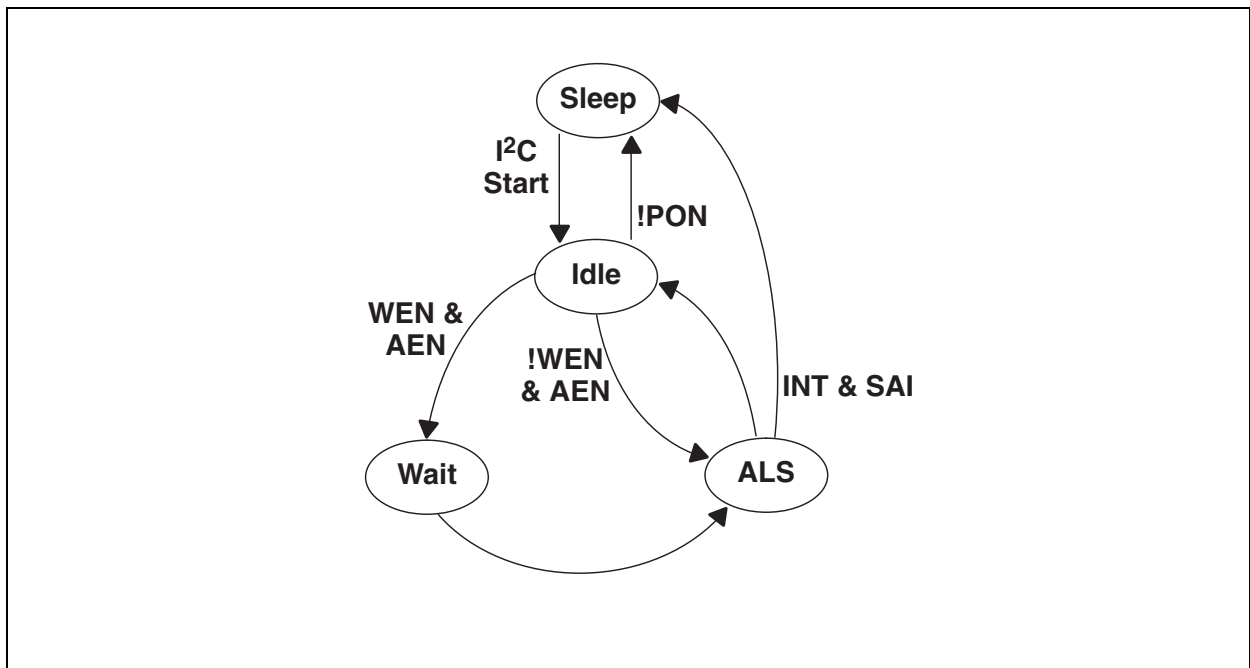 Sleep
I²C
Start
!PON
Idle
WEN &
AEN
!WEN
& AEN
INT & SAI
Wait
ALS